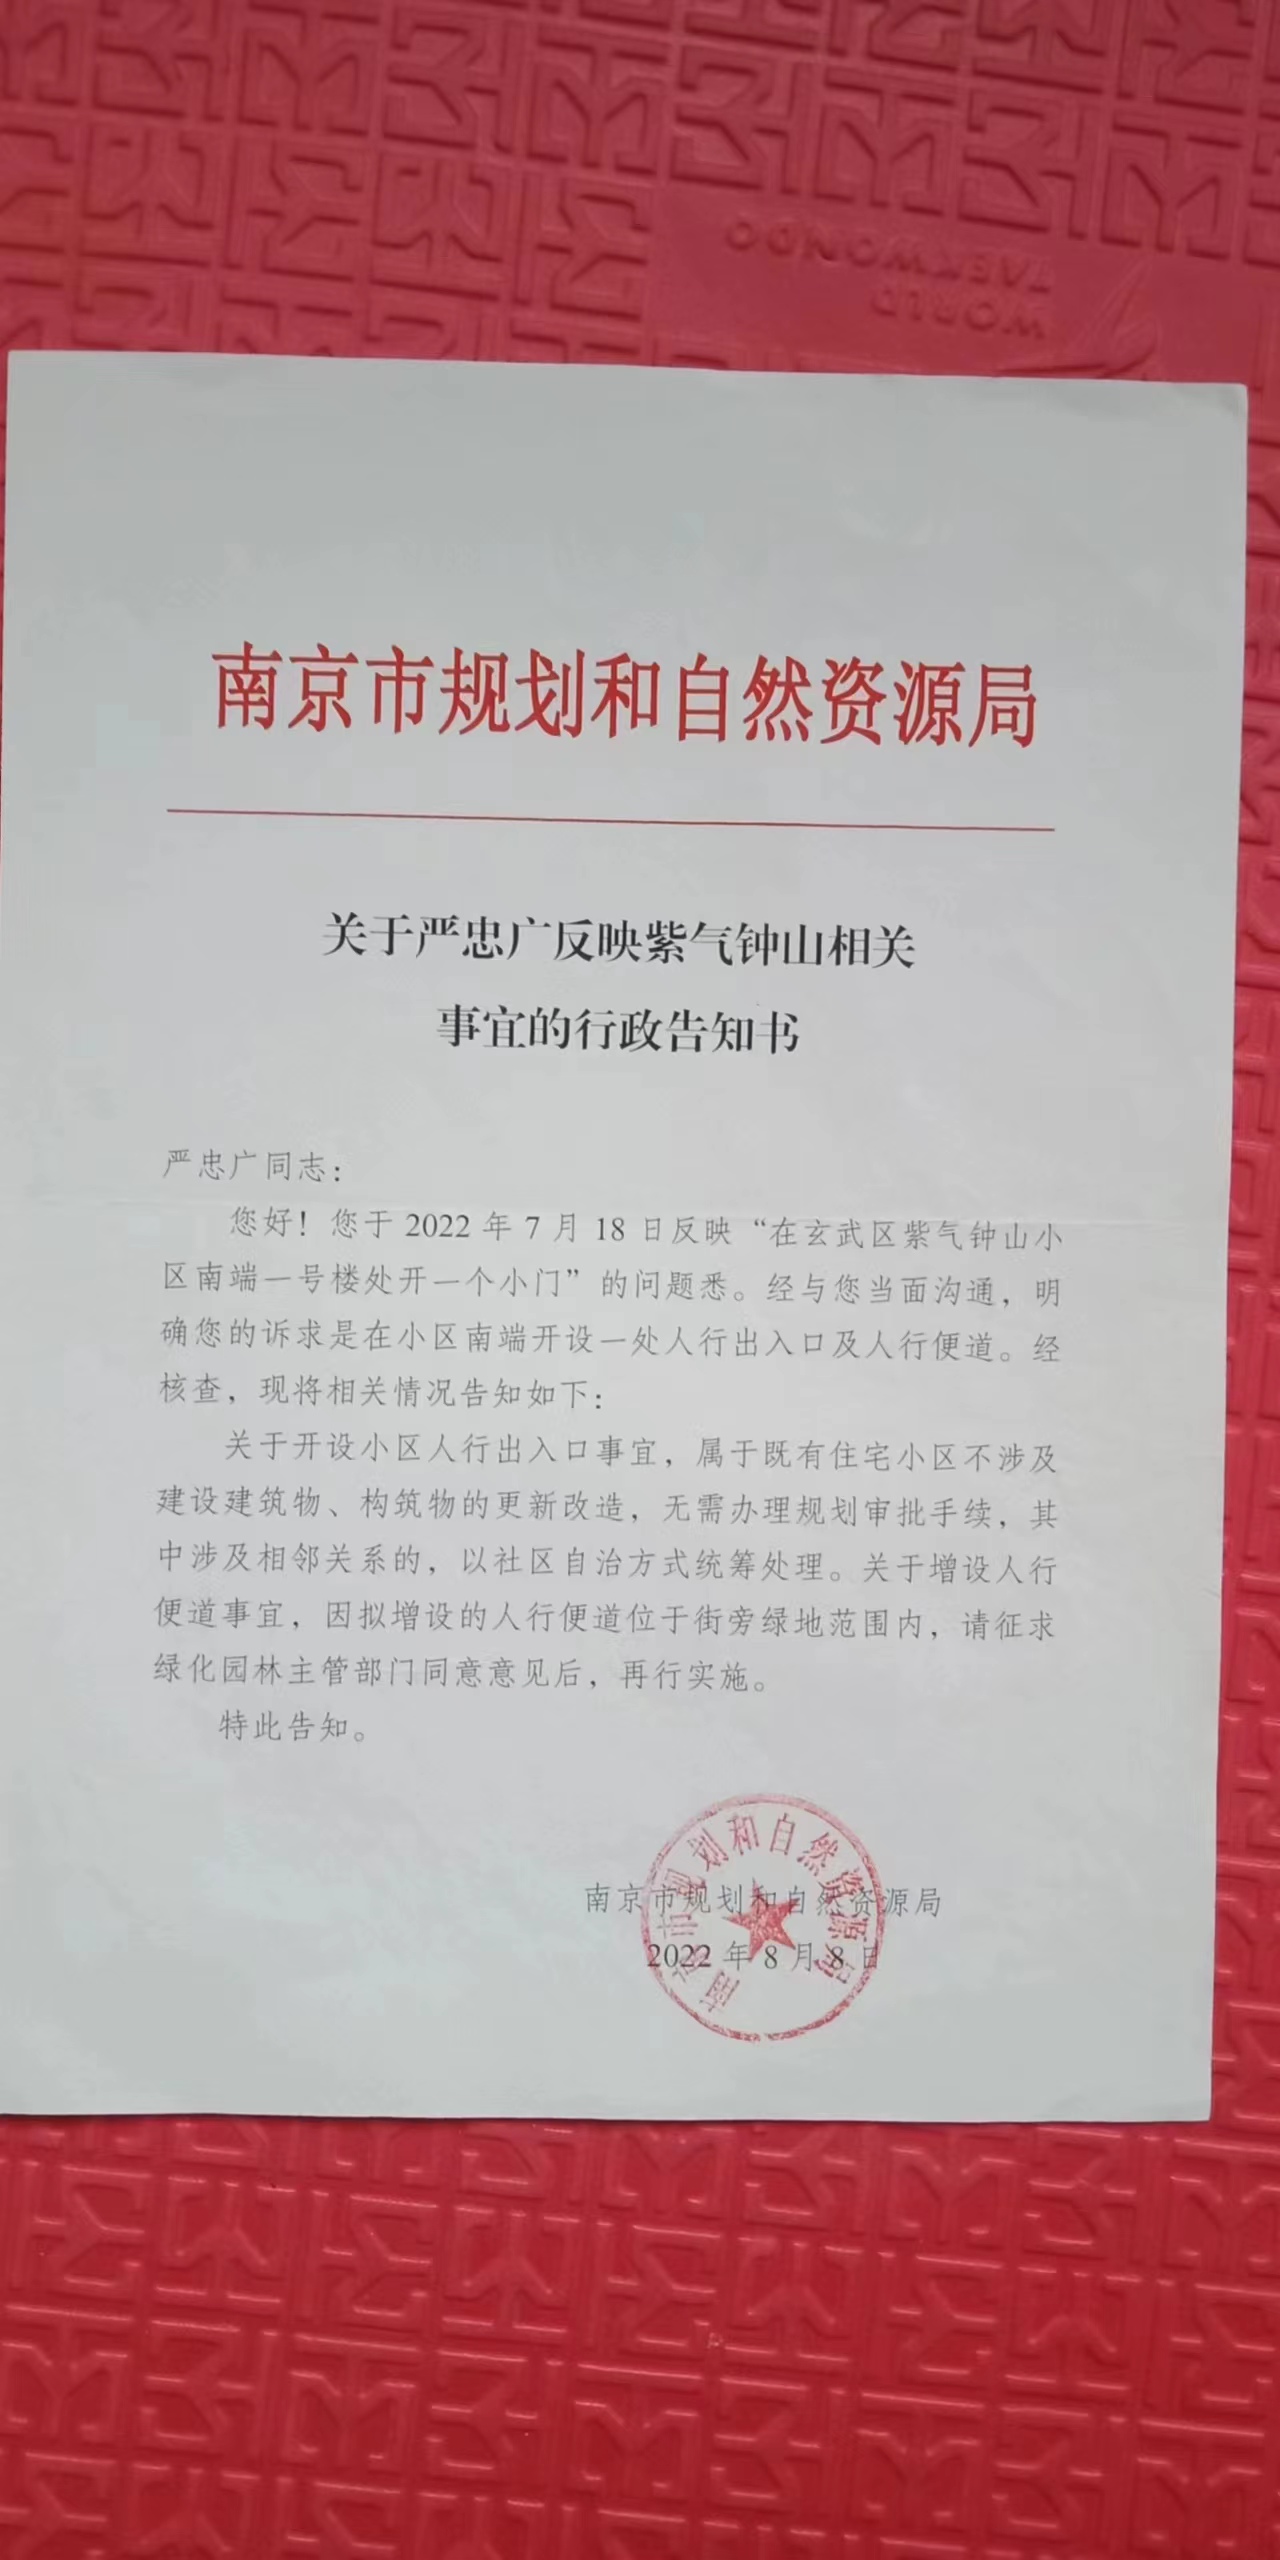 WORLD
TAEKWONDO
南京市规划和自然资源局
关于严忠广反映紫气钟山相关
事宜的行政告知书
严忠广同志：
您好！您于 2022 年 7 月 18 日反映“在玄武区紫气钟山小
区南端一号楼处开一个小门”的问题悉。经与您当面沟通，明
确您的诉求是在小区南端开设一处人行出入口及人行便道。经
核查，现将相关情况告知如下：
关于开设小区人行出入口事宜，属于既有住宅小区不涉及
建设建筑物、构筑物的更新改造，无需办理规划审批手续，其
中涉及相邻关系的，以社区自治方式统筹处理。关于增设人行
便道事宜，因拟增设的人行便道位于街旁绿地范围内，请征求
绿化园林主管部门同意意见后，再行实施。
特此告知。
南京市规划和自然资源局
2022 年 8 月 8 日
南京市规划和自然资源局